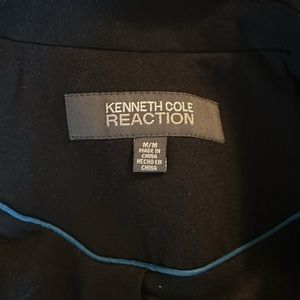 KENNETH COLE
REACTION
M/M
MADE IN
CHINA
HECHO EN
CHINA